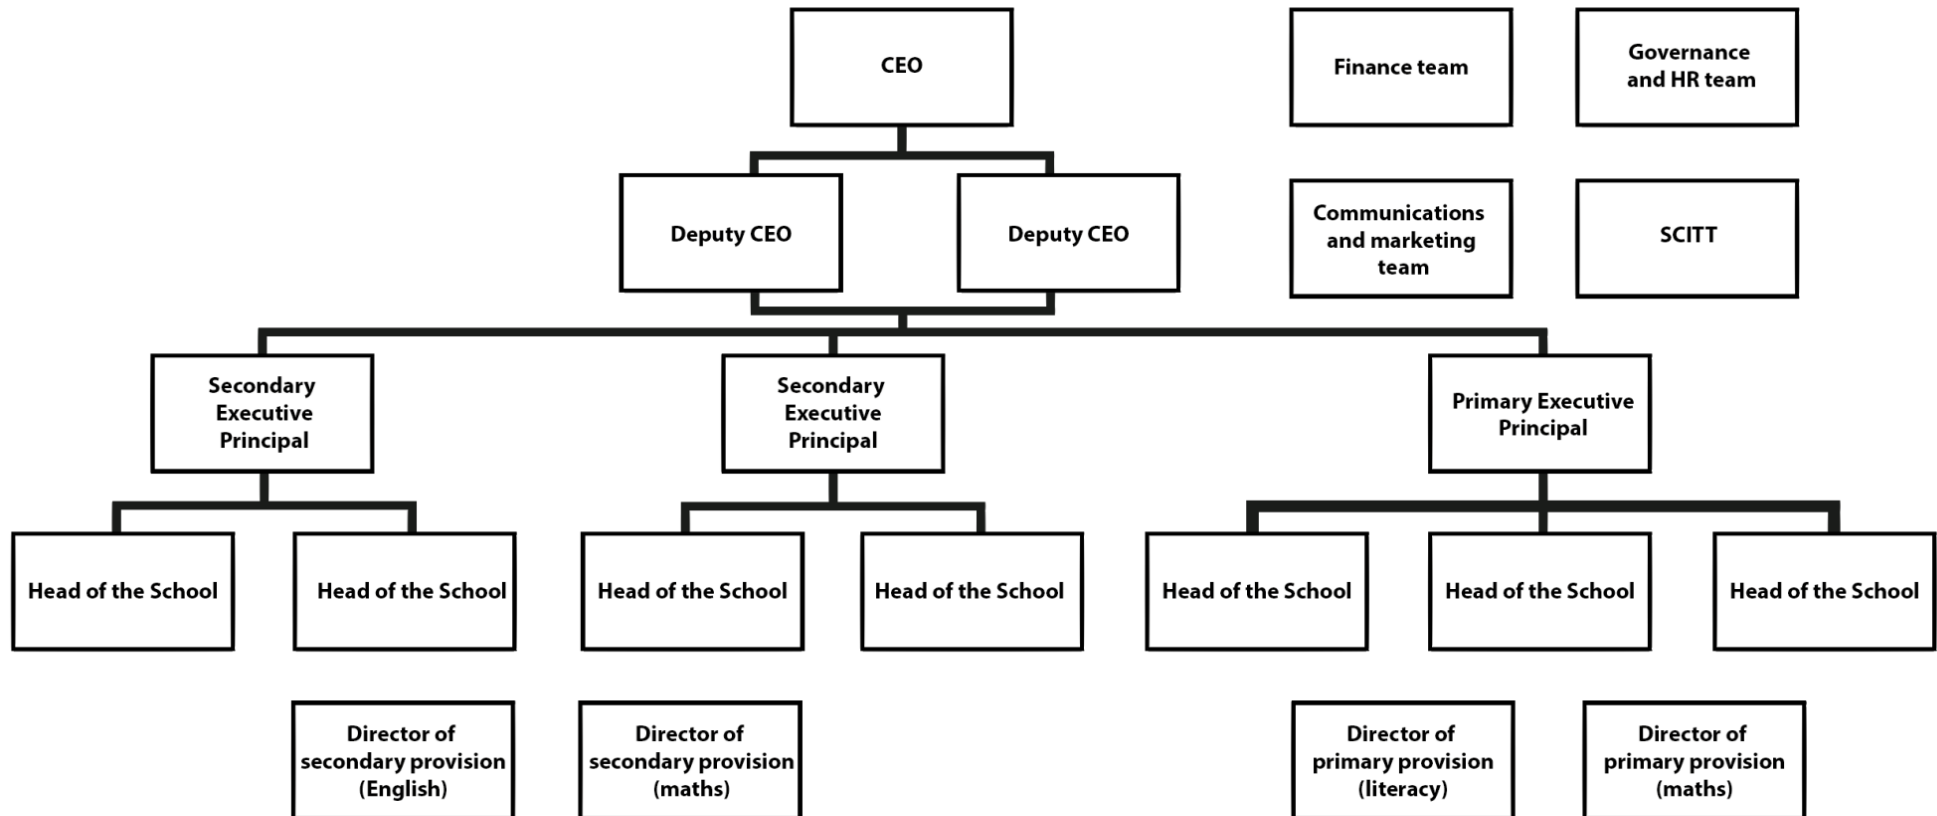 CEO
Finance team
Governance
and HR team
Deputy CEO
Deputy CEO
Communications
and marketing
team
SCITT
Secondary
Executive
Principal
Secondary
Executive
Principal
Primary Executive
Principal
Head of the School
Head of the School
Head of the School
Head of the School
Head of the School
Head of the School
Head of the School
Director of
secondary provision
(English)
Director of
secondary provision
(maths)
Director of
primary provision
(literacy)
Director of
primary provision
(maths)